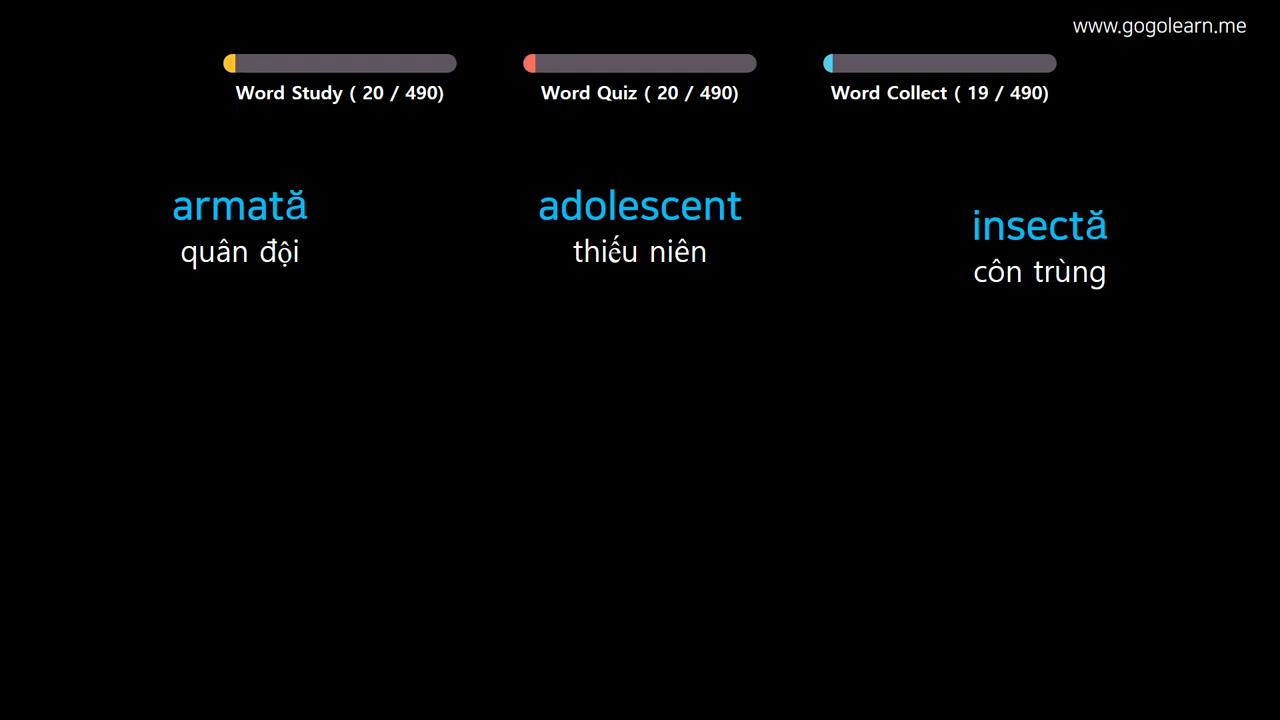 www.gogolearn.me
Word Study ( 20 / 490)
Word Quiz ( 20 / 490)
Word Collect ( 19 / 490)
armată
quân đội
adolescent
thiếu niên
insectă
côn trùng